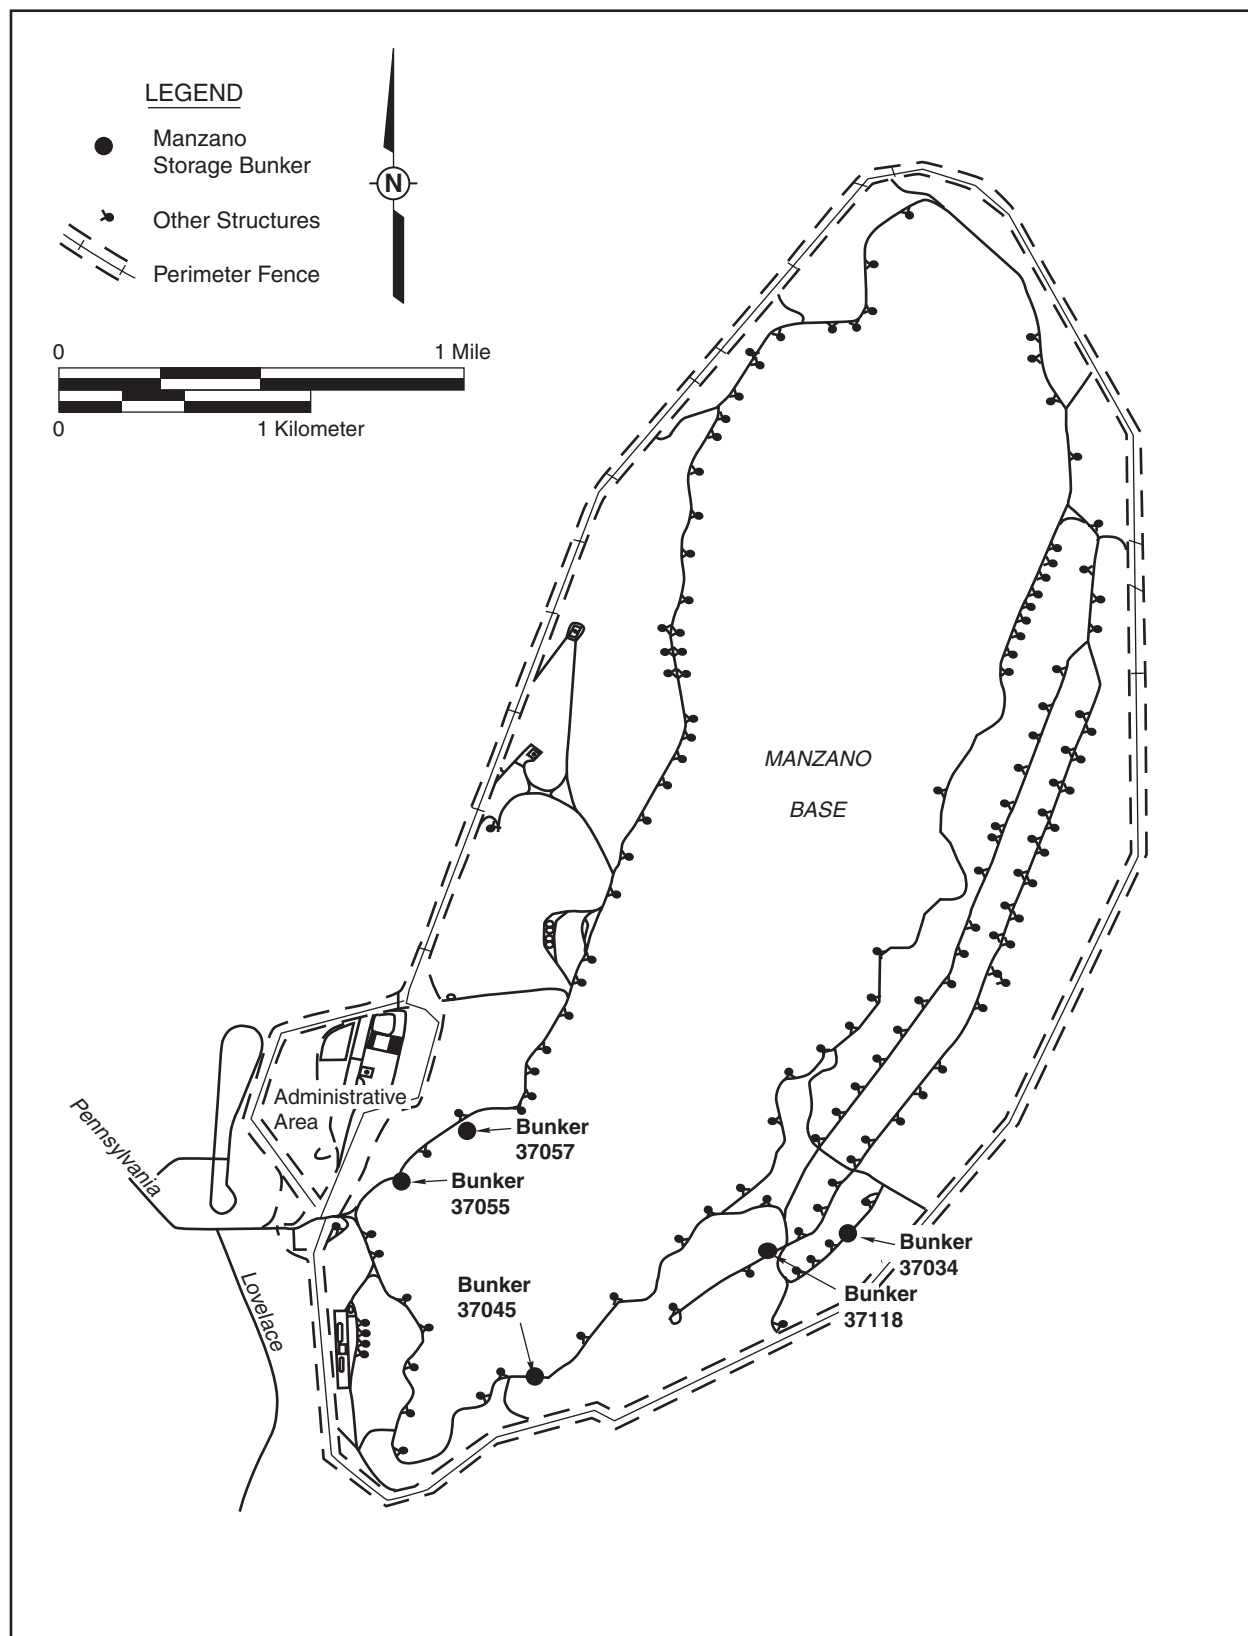 LEGEND
Manzano
Storage Bunker
Other Structures
Perimeter Fence
N
0
1 Mile
0
1 Kilometer
MANZANO
BASE
Administrative
Area
Pennsylvania
Lovelace
Bunker
37057
Bunker
37055
Bunker
37045
Bunker
37034
Bunker
37118